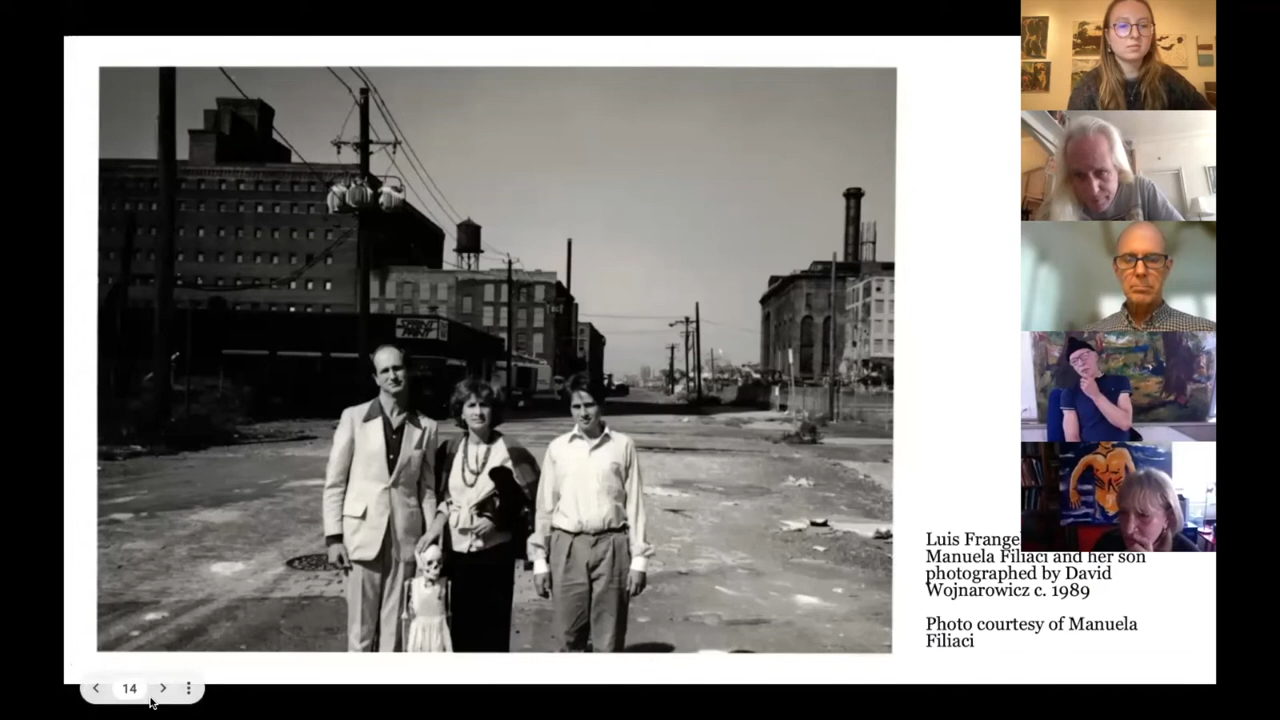 Luis Frange
Manuela Filiaci and her son
photographed by David
Wojnarowicz c. 1989
Photo courtesy of Manuela
Filiaci
14